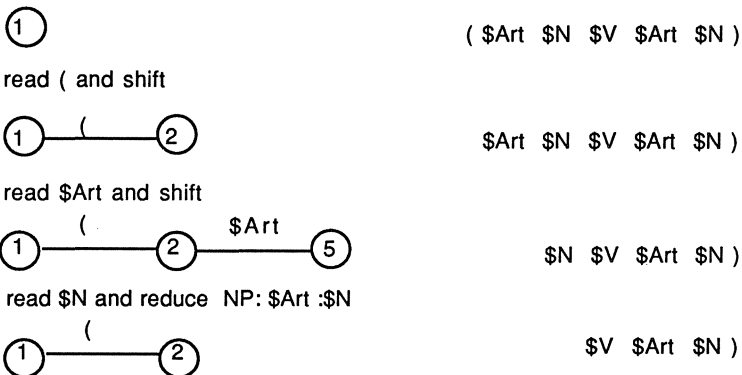 1 ( $Art $N $V $Art $N )
read ( and shift
1 ( 2 $Art $N $V $Art $N )
read $Art and shift
1 ( 2 $Art 5 $N $V $Art $N )
read $N and reduce NP: $Art :$N
1 ( 2 $V $Art $N )